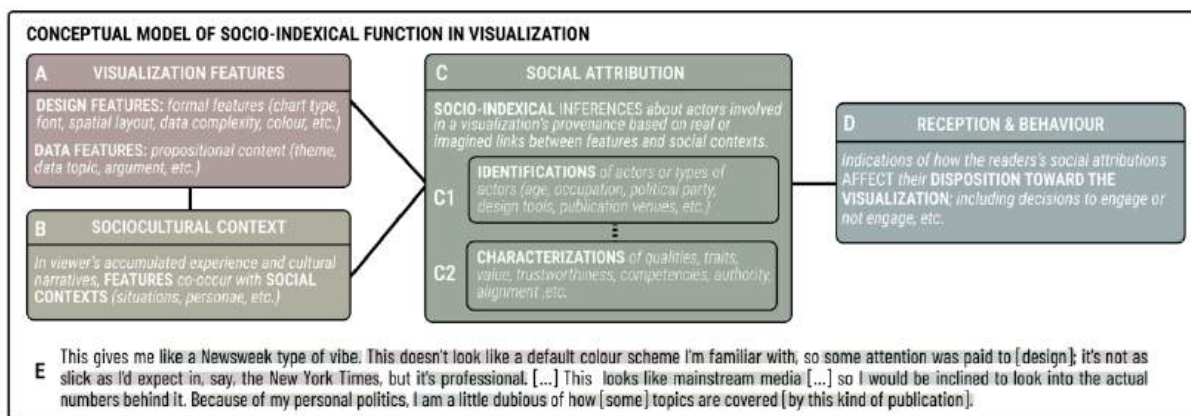 CONCEPTUAL MODEL OF SOCIO-INDEXICAL FUNCTION IN VISUALIZATION
A VISUALIZATION FEATURES
DESIGN FEATURES: formal features (chart type,
font, spatial layout, data complexity, colour, etc.)
DATA FEATURES: propositional content (theme,
data topic, argument, etc.)
B SOCIOCULTURAL CONTEXT
In viewer's accumulated experience and cultural
narratives, FEATURES co-occur with SOCIAL
CONTEXTS (situations, personae, etc.)
C SOCIAL ATTRIBUTION
SOCIO-INDEXICAL INFERENCES about actors involved
in a visualization's provenance based on real or
imagined links between features and social contexts.
C1
IDENTIFICATIONS of actors or types of
actors (age, occupation, political party,
design tools, publication venues, etc.)
C2
CHARACTERIZATIONS of qualities, traits,
value, trustworthiness, competencies, authority,
alignment ,etc.
D RECEPTION & BEHAVIOUR
Indications of how the readers's social attributions
AFFECT their DISPOSITION TOWARD THE
VISUALIZATION; including decisions to engage or
not engage, etc.
E This gives me like a Newsweek type of vibe. This doesn't look like a default colour scheme I'm familiar with, so some attention was paid to [design]; it's not as
slick as I'd expect in, say, the New York Times, but it's professional. [...] This looks like mainstream media [...] so I would be inclined to look into the actual
numbers behind it. Because of my personal politics, I am a little dubious of how [some] topics are covered [by this kind of publication].